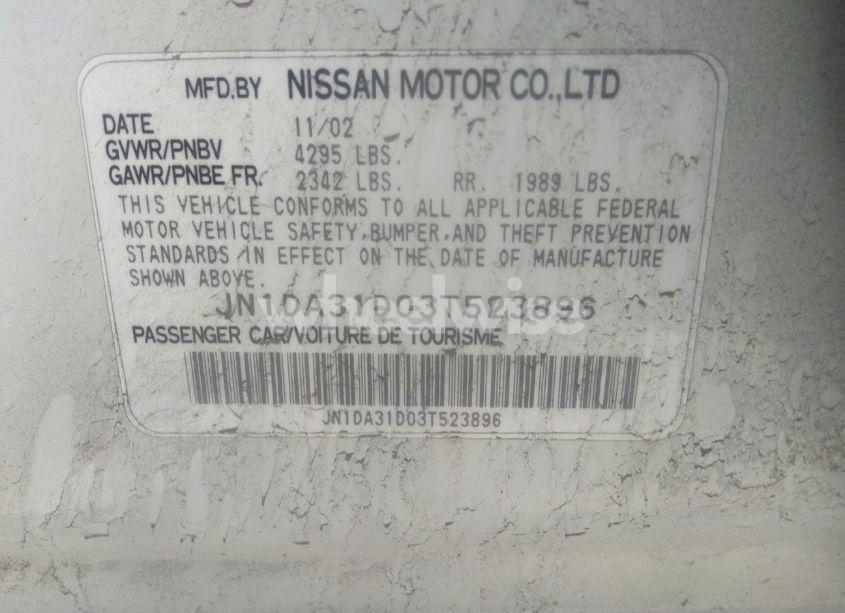 MFD.BY NISSAN MOTOR CO.,LTD
DATE 11/02
GVWR/PNBV 4295 LBS.
GAWR/PNBE FR. 2342 LBS. RR. 1989 LBS.
THIS VEHICLE CONFORMS TO ALL APPLICABLE FEDERAL
MOTOR VEHICLE SAFETY,BUMPER,AND THEFT PREVENTION
STANDARDS IN EFFECT ON THE DATE OF MANUFACTURE
SHOWN ABOVE.
JN1DA31D03T523896
PASSENGER CAR/VOITURE DE TOURISME
JN1DA31D03T523896